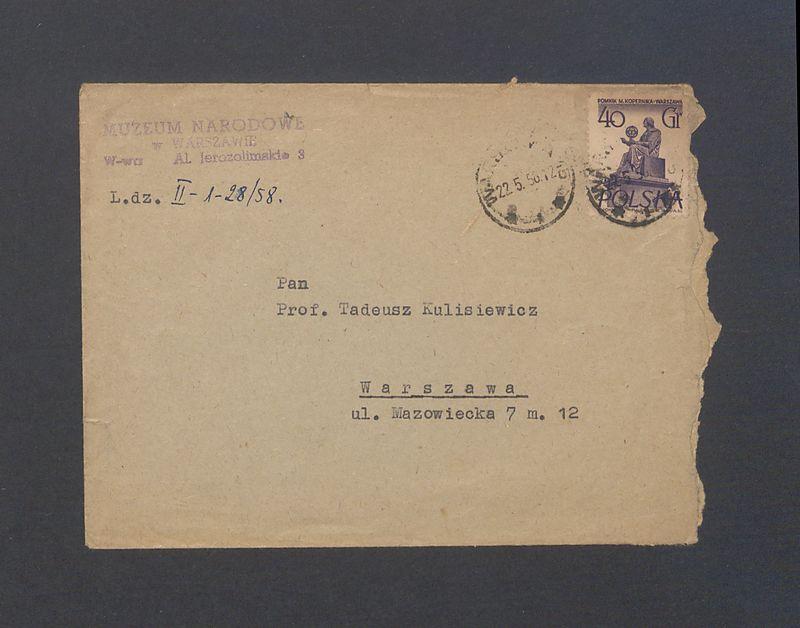 MUZEUM NARODOWE
w WARSZAWIE
W-wa Al. Jerozolimskie 3
L.dz. II-1-28/58.
22.5.58.12
POMNIK M.KOPERNIKA-WARSZAWA
40 Gr
POLSKA
Pan
Prof. Tadeusz Kulisiewicz
Warszawa
ul. Mazowiecka 7 m. 12